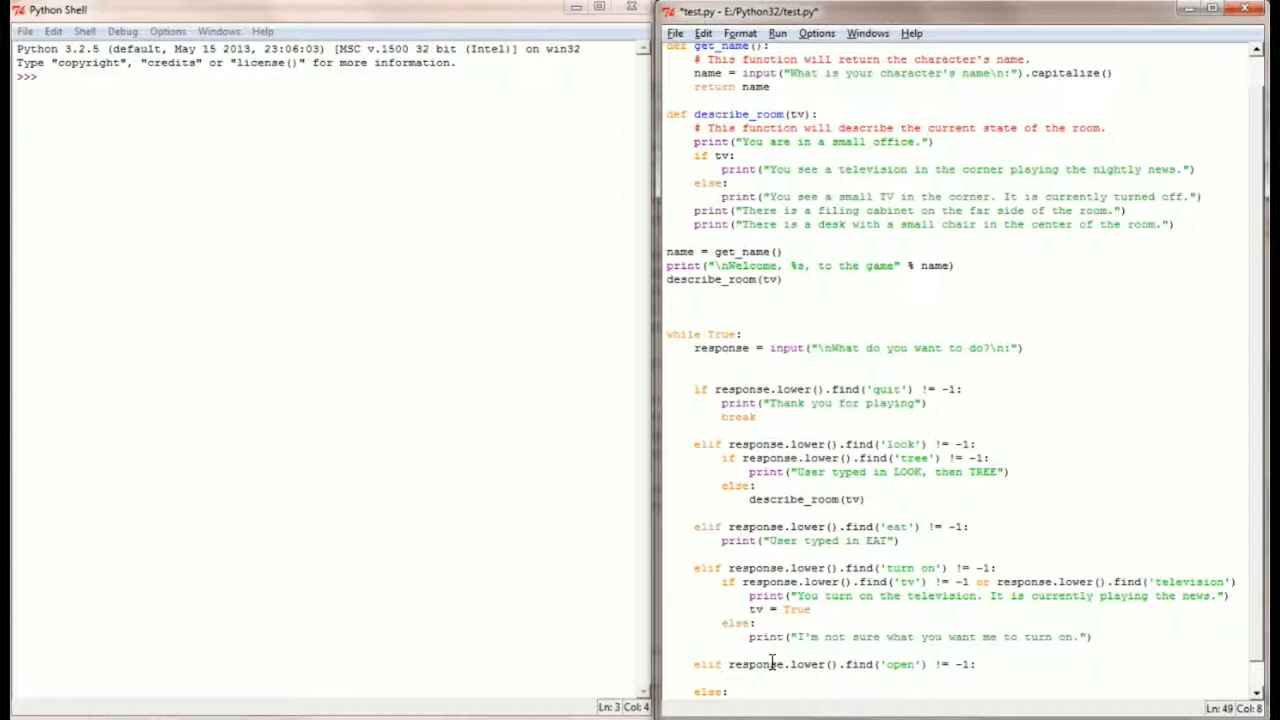 Python Shell
File Edit Shell Debug Options Windows Help
Python 3.2.5 (default, May 15 2013, 23:06:03) [MSC v.1500 32 bit (Intel)] on win32
Type "copyright", "credits" or "license()" for more information.
>>>
Ln: 3 Col: 4
*test.py - E:/Python32/test.py*
File Edit Format Run Options Windows Help
def get_name():
# This function will return the character's name.
name = input("What is your character's name\n:").capitalize()
return name
def describe_room(tv):
# This function will describe the current state of the room.
print("You are in a small office.")
if tv:
print("You see a television in the corner playing the nightly news.")
else:
print("You see a small TV in the corner. It is currently turned off.")
print("There is a filing cabinet on the far side of the room.")
print("There is a desk with a small chair in the center of the room.")
name = get_name()
print("\nWelcome, %s, to the game" % name)
describe_room(tv)
while True:
response = input("\nWhat do you want to do?\n:")
if response.lower().find('quit') != -1:
print("Thank you for playing")
break
elif response.lower().find('look') != -1:
if response.lower().find('tree') != -1:
print("User typed in LOOK, then TREE")
else:
describe_room(tv)
elif response.lower().find('eat') != -1:
print("User typed in EAT")
elif response.lower().find('turn on') != -1:
if response.lower().find('tv') != -1 or response.lower().find('television')
print("You turn on the television. It is currently playing the news.")
tv = True
else:
print("I'm not sure what you want me to turn on.")
elif response.lower().find('open') != -1:
else:
Ln: 49 Col: 8